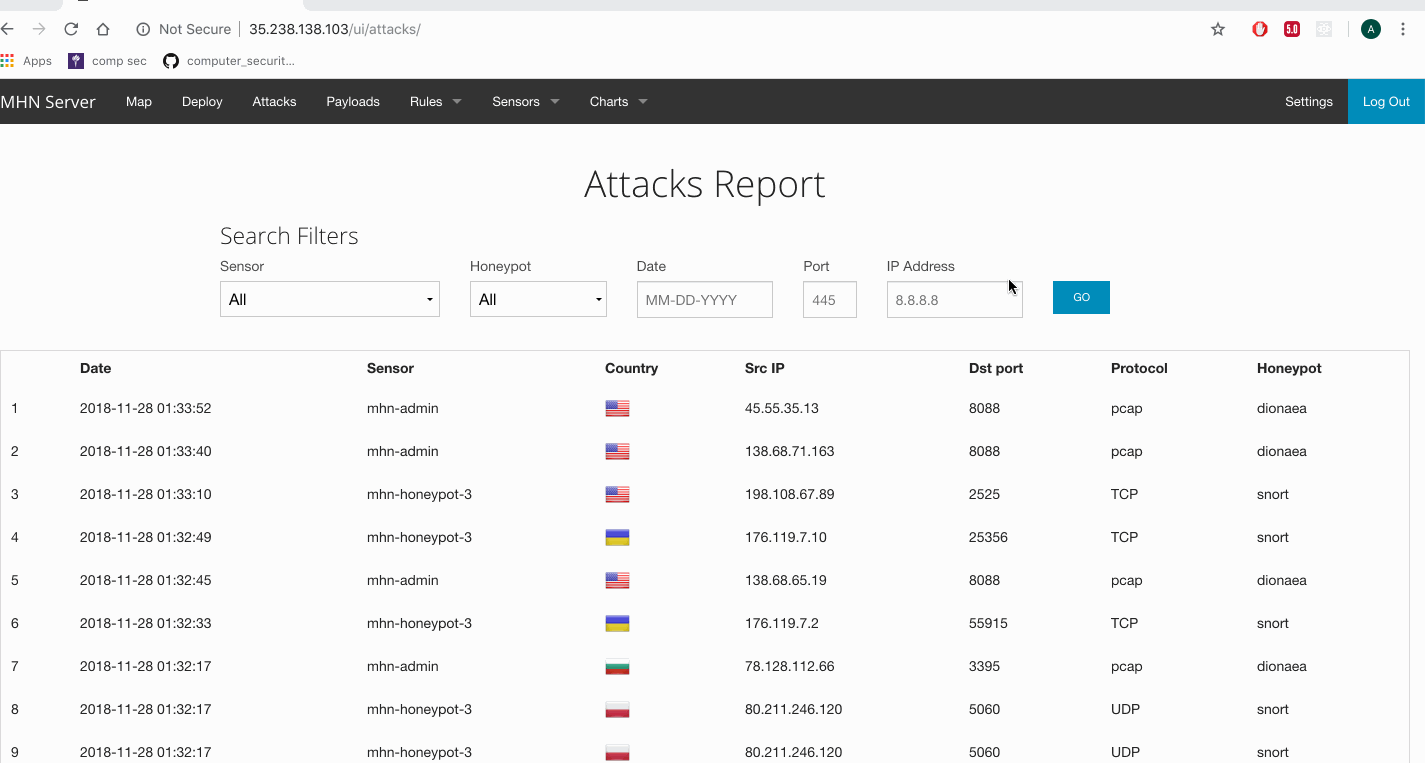 Not Secure 35.238.138.103/ui/attacks/ 5.0 A
Apps comp sec computer_securit...
MHN Server Map Deploy Attacks Payloads Rules Sensors Charts Settings Log Out
Attacks Report
Search Filters
Sensor Honeypot Date Port IP Address
All All MM-DD-YYYY 445 8.8.8.8 GO
Date Sensor Country Src IP Dst port Protocol Honeypot
1 2018-11-28 01:33:52 mhn-admin 45.55.35.13 8088 pcap dionaea
2 2018-11-28 01:33:40 mhn-admin 138.68.71.163 8088 pcap dionaea
3 2018-11-28 01:33:10 mhn-honeypot-3 198.108.67.89 2525 TCP snort
4 2018-11-28 01:32:49 mhn-honeypot-3 176.119.7.10 25356 TCP snort
5 2018-11-28 01:32:45 mhn-admin 138.68.65.19 8088 pcap dionaea
6 2018-11-28 01:32:33 mhn-honeypot-3 176.119.7.2 55915 TCP snort
7 2018-11-28 01:32:17 mhn-admin 78.128.112.66 3395 pcap dionaea
8 2018-11-28 01:32:17 mhn-honeypot-3 80.211.246.120 5060 UDP snort
9 2018-11-28 01:32:17 mhn-honeypot-3 80.211.246.120 5060 UDP snort